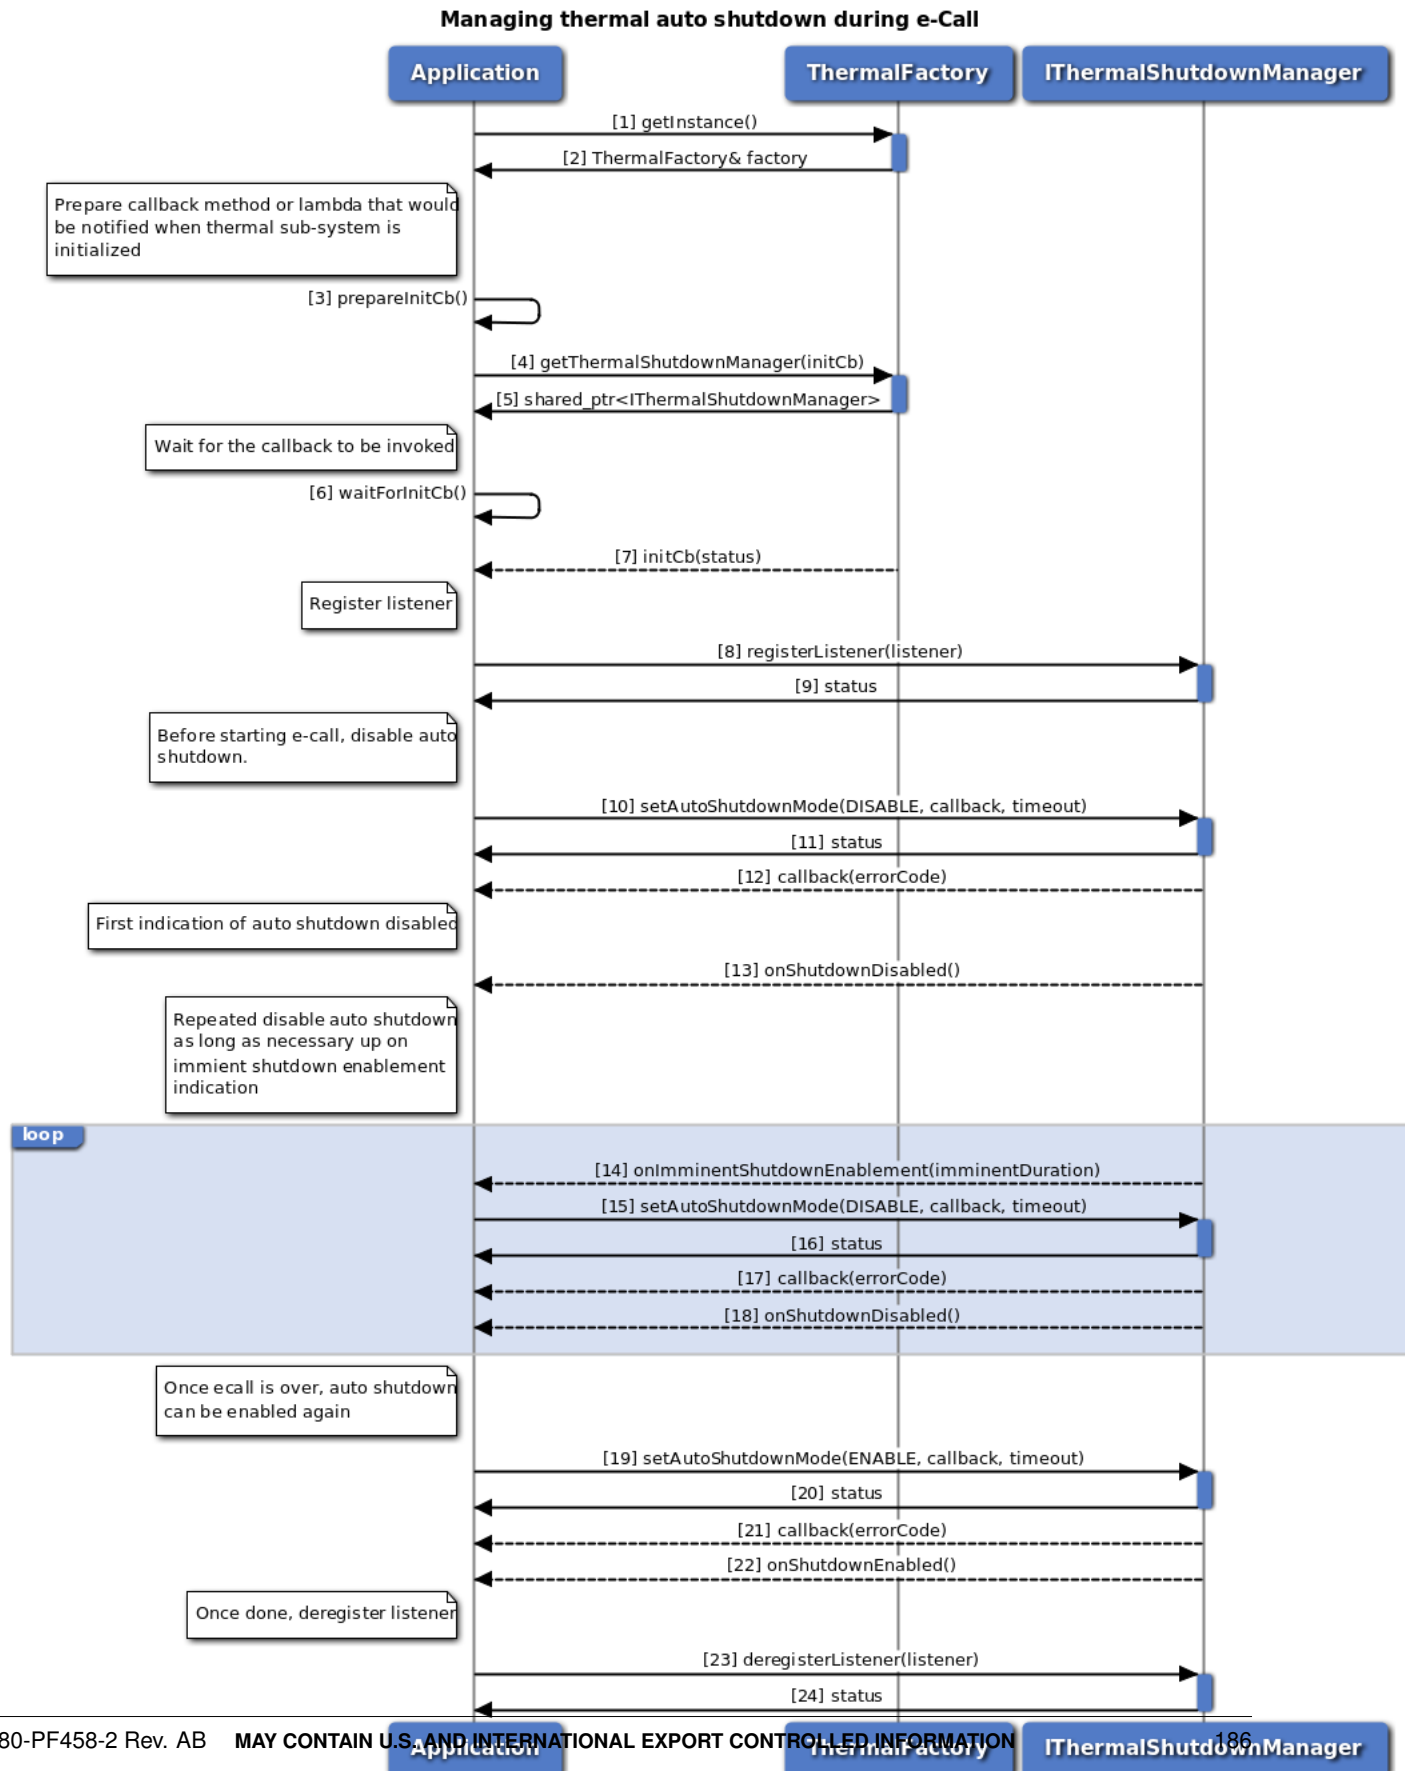 Managing thermal auto shutdown during e-Call
Application
ThermalFactory
IThermalShutdownManager
[1] getInstance()
[2] ThermalFactory& factory
Prepare callback method or lambda that would
be notified when thermal sub-system is
initialized
[3] prepareInitCb()
[4] getThermalShutdownManager(initCb)
[5] shared_ptr<IThermalShutdownManager>
Wait for the callback to be invoked
[6] waitForInitCb()
[7] initCb(status)
Register listener
[8] registerListener(listener)
[9] status
Before starting e-call, disable auto
shutdown.
[10] setAutoShutdownMode(DISABLE, callback, timeout)
[11] status
[12] callback(errorCode)
First indication of auto shutdown disabled
[13] onShutdownDisabled()
Repeated disable auto shutdown
as long as necessary up on
immient shutdown enablement
indication
loop
[14] onImminentShutdownEnablement(imminentDuration)
[15] setAutoShutdownMode(DISABLE, callback, timeout)
[16] status
[17] callback(errorCode)
[18] onShutdownDisabled()
Once ecall is over, auto shutdown
can be enabled again
[19] setAutoShutdownMode(ENABLE, callback, timeout)
[20] status
[21] callback(errorCode)
[22] onShutdownEnabled()
Once done, deregister listener
[23] deregisterListener(listener)
[24] status
80-PF458-2 Rev. AB MAY CONTAIN U.S. AND INTERNATIONAL EXPORT CONTROLLED INFORMATION 186
Application
ThermalFactory
IThermalShutdownManager